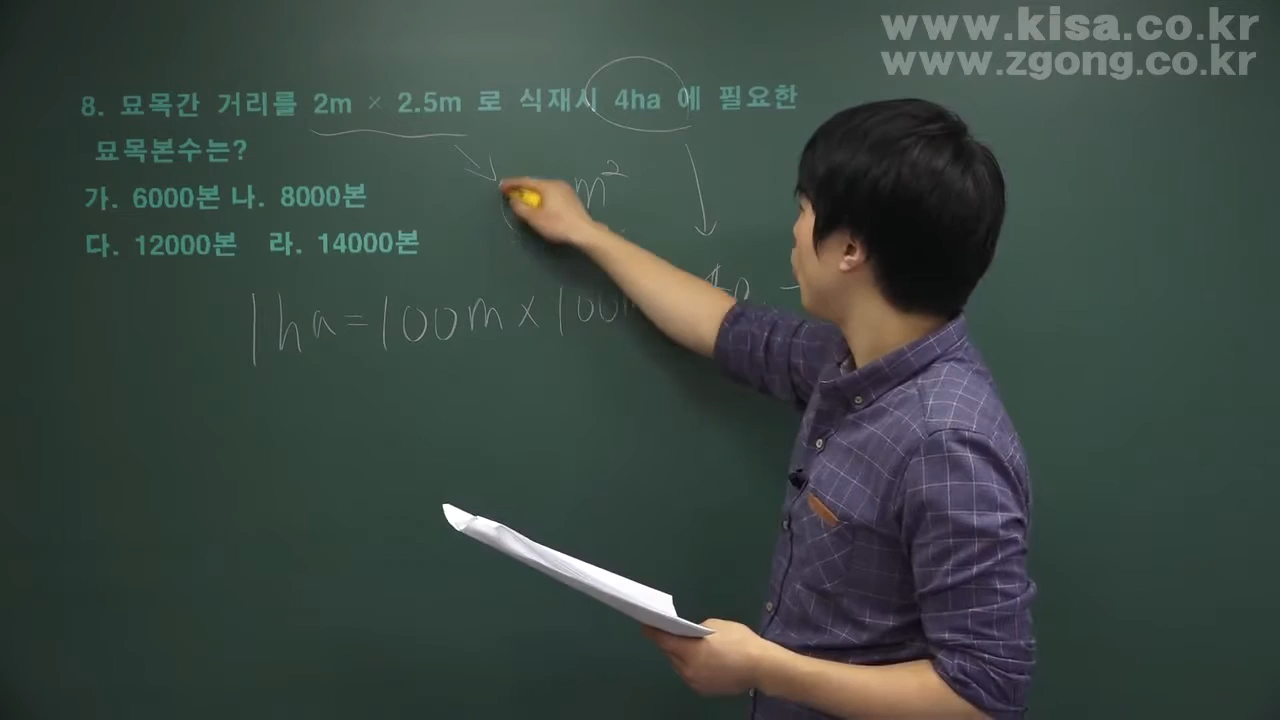 www.kisa.co.kr
www.zgong.co.kr
8. 묘목간 거리를 2m × 2.5m 로 식재시 4ha 에 필요한
묘목본수는?
가. 6000본 나. 8000본
다. 12000본 라. 14000본
m²
1ha=100m×100